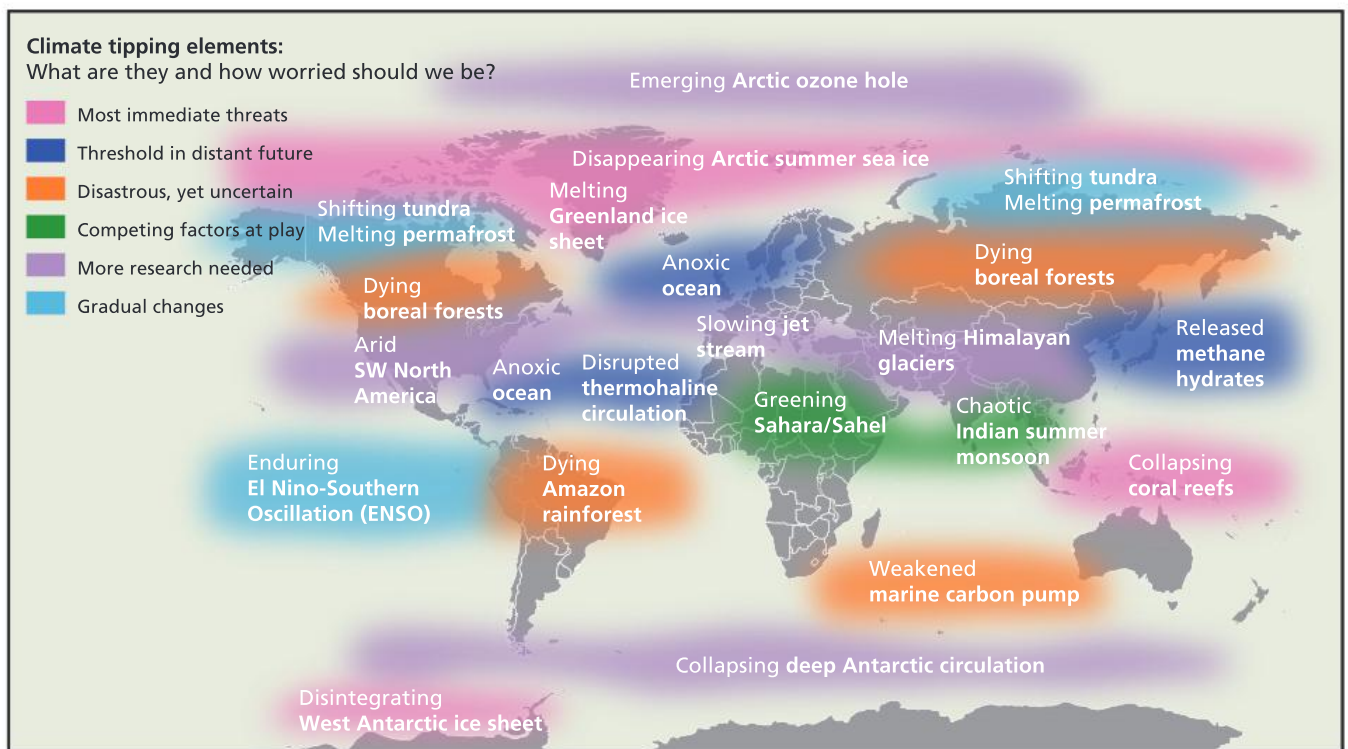 Climate tipping elements:
What are they and how worried should we be?
Most immediate threats
Threshold in distant future
Disastrous, yet uncertain
Competing factors at play
More research needed
Gradual changes
Emerging Arctic ozone hole
Disappearing Arctic summer sea ice
Melting
Greenland ice
sheet
Shifting tundra
Melting permafrost
Shifting tundra
Melting permafrost
Anoxic
ocean
Dying
boreal forests
Dying
boreal forests
Arid
SW North
America
Slowing jet
stream
Melting Himalayan
glaciers
Released
methane
hydrates
Anoxic
ocean
Disrupted
thermohaline
circulation
Greening
Sahara/Sahel
Chaotic
Indian summer
monsoon
Enduring
El Nino-Southern
Oscillation (ENSO)
Dying
Amazon
rainforest
Collapsing
coral reefs
Weakened
marine carbon pump
Collapsing deep Antarctic circulation
Disintegrating
West Antarctic ice sheet